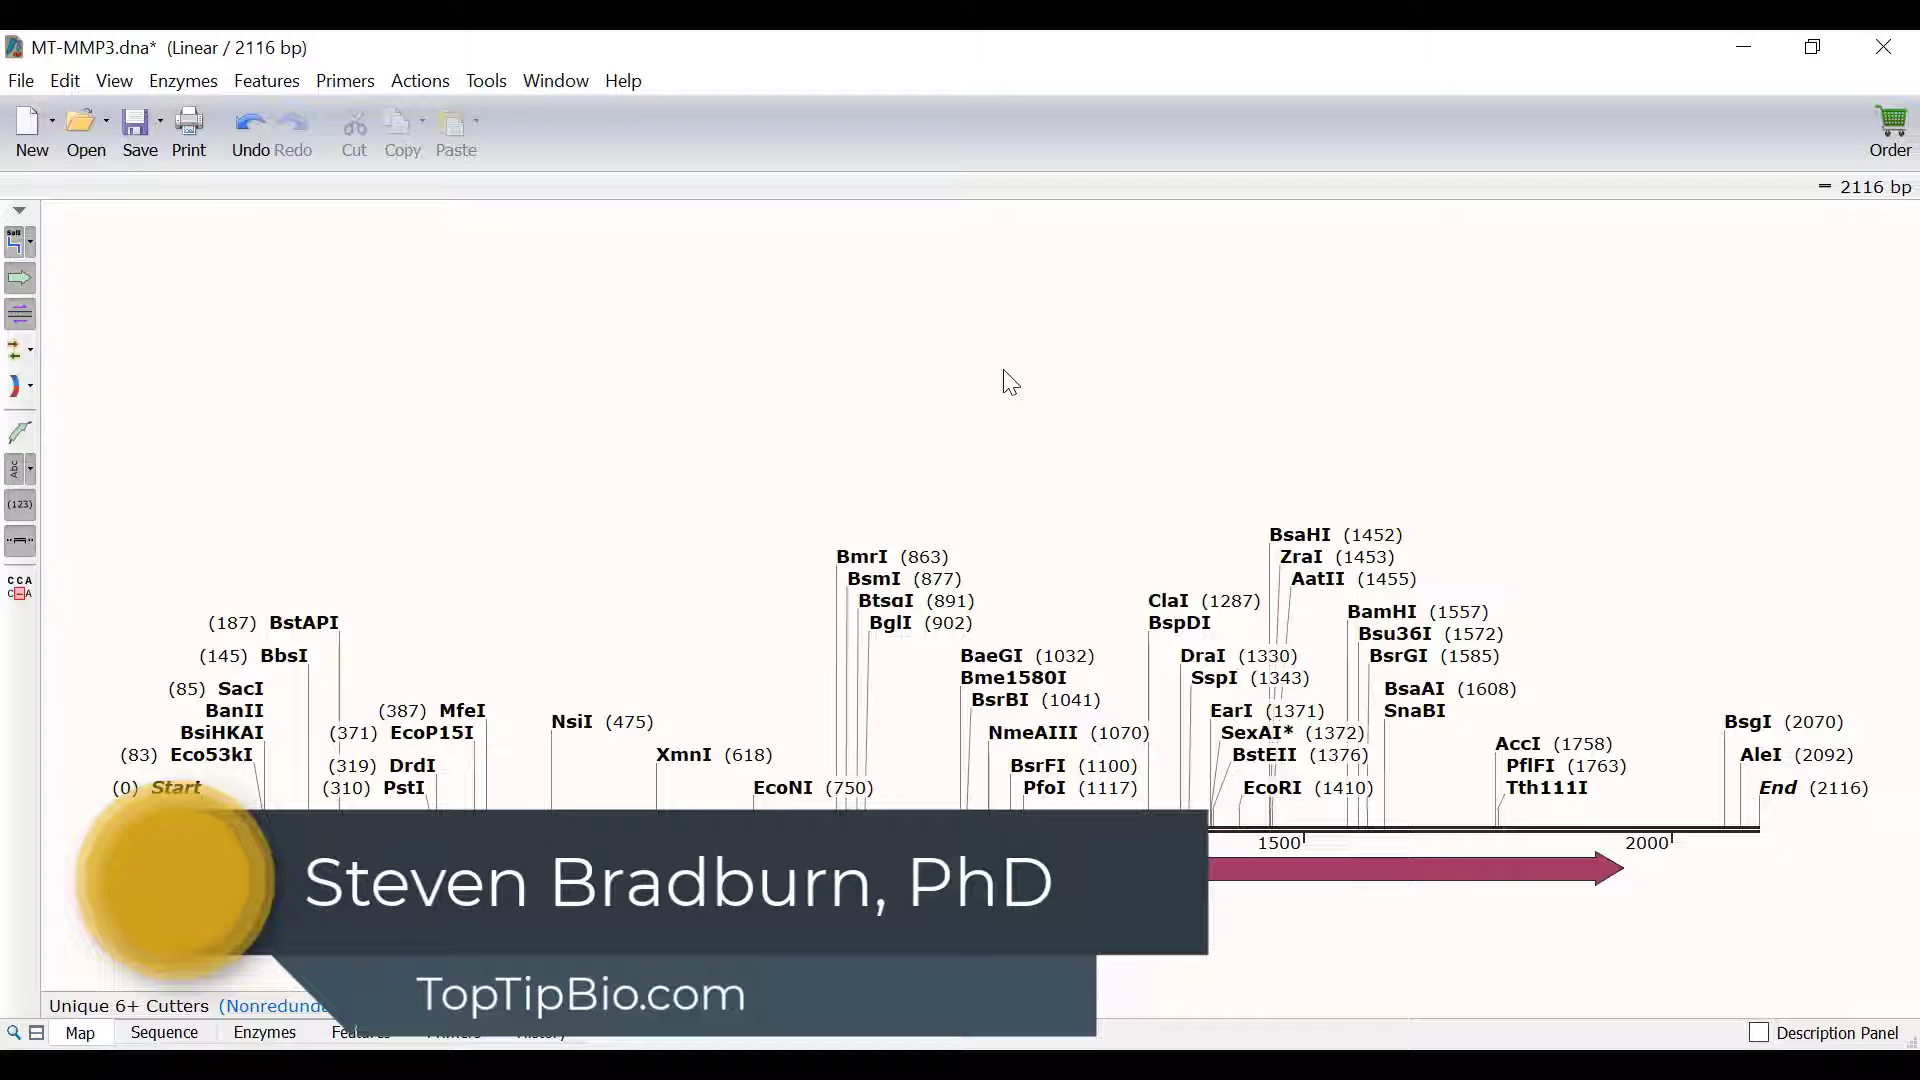 MT-MMP3.dna* (Linear / 2116 bp)
File Edit View Enzymes Features Primers Actions Tools Window Help
New Open Save Print Undo Redo Cut Copy Paste Order
2116 bp
BsaHI (1452)
BmrI (863) ZraI (1453)
BsmI (877) AatII (1455)
BtsαI (891) ClaI (1287) BamHI (1557)
(187) BstAPI BglI (902) BspDI Bsu36I (1572)
(145) BbsI BaeGI (1032) DraI (1330) BsrGI (1585)
Bme1580I SspI (1343)
(85) SacI BsrBI (1041) BsaAI (1608)
BanII (387) MfeI EarI (1371) SnaBI
NsiI (475) BsgI (2070)
BsiHKAI (371) EcoP15I NmeAIII (1070) SexAI* (1372)
AccI (1758)
(83) Eco53kI XmnI (618) BstEII (1376) AleI (2092)
(319) DrdI BsrFI (1100) PflFI (1763)
(0) Start (310) PstI EcoNI (750) PfoI (1117) EcoRI (1410) Tth111I End (2116)
1500 2000
Steven Bradburn, PhD
TopTipBio.com
Unique 6+ Cutters
Map Sequence Enzymes Description Panel
Sall
Abc
(123)
CCA
C-A